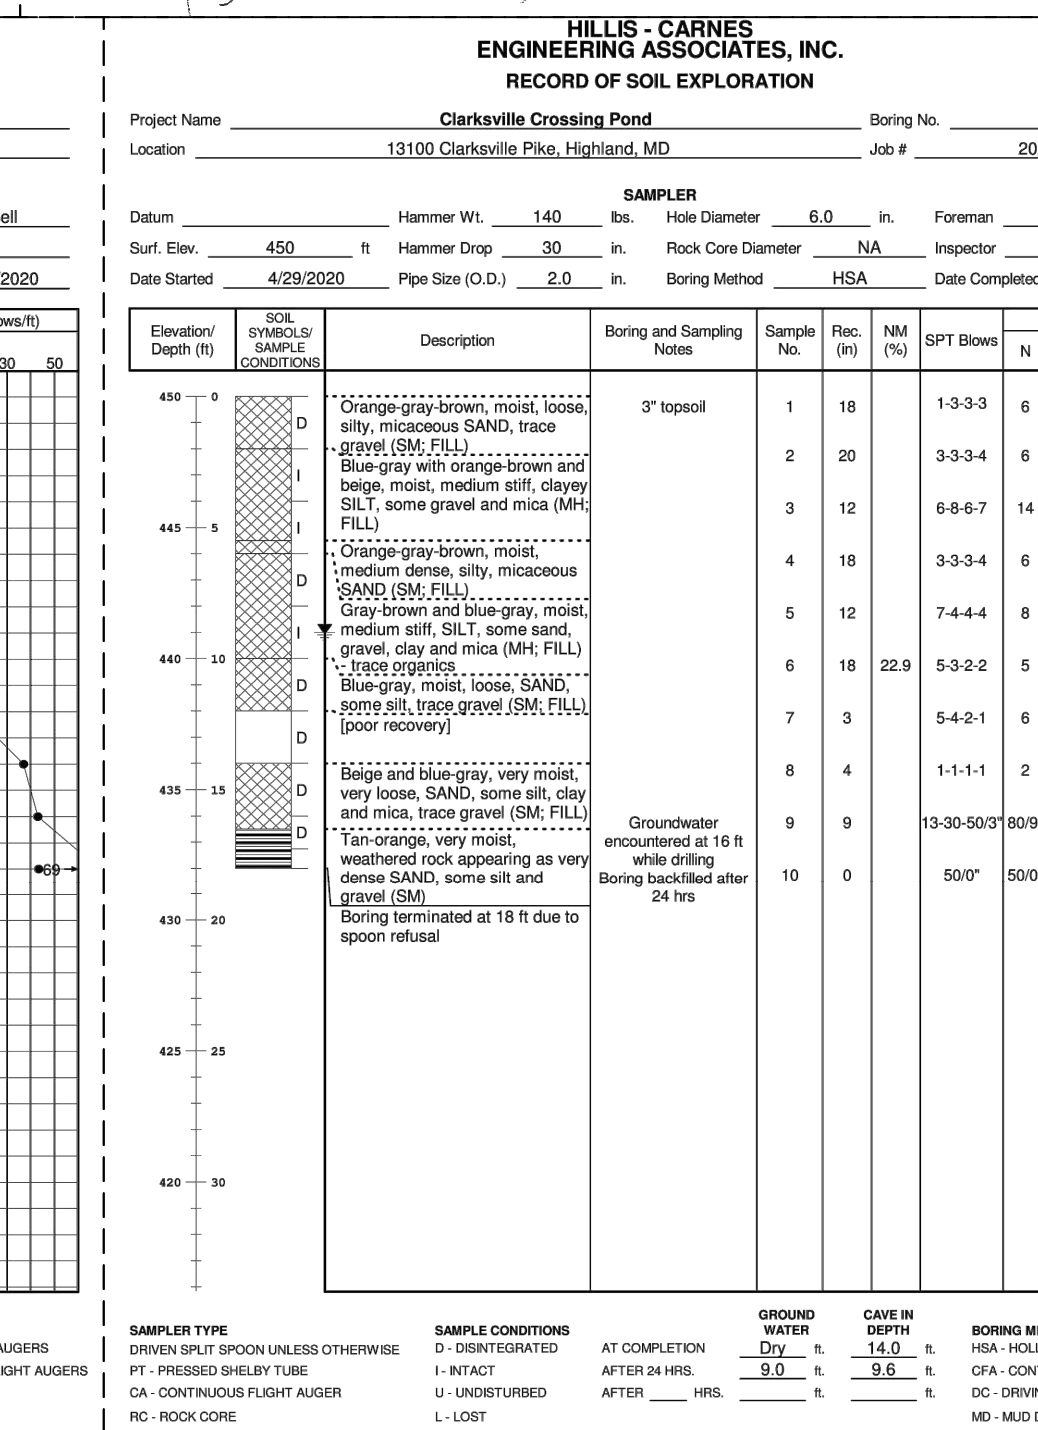 HILLIS - CARNES
ENGINEERING ASSOCIATES, INC.
RECORD OF SOIL EXPLORATION
Project Name Clarksville Crossing Pond Boring No.
Location 13100 Clarksville Pike, Highland, MD Job # 20
SAMPLER
ell
Datum Hammer Wt. 140 lbs. Hole Diameter 6.0 in. Foreman
Surf. Elev. 450 ft Hammer Drop 30 in. Rock Core Diameter NA Inspector
/2020
Date Started 4/29/2020 Pipe Size (O.D.) 2.0 in. Boring Method HSA Date Completed
ows/ft)
30 50
Elevation/
Depth (ft)
SOIL
SYMBOLS/
SAMPLE
CONDITIONS
Description
Boring and Sampling
Notes
Sample
No.
Rec.
(in)
NM
(%)
SPT Blows
N
450 0
445 5
440 10
435 15
430 20
425 25
420 30
D
I
I
D
I
D
D
D
D
Orange-gray-brown, moist, loose,
silty, micaceous SAND, trace
gravel (SM; FILL)
Blue-gray with orange-brown and
beige, moist, medium stiff, clayey
SILT, some gravel and mica (MH;
FILL)
Orange-gray-brown, moist,
medium dense, silty, micaceous
SAND (SM; FILL)
Gray-brown and blue-gray, moist,
medium stiff, SILT, some sand,
gravel, clay and mica (MH; FILL)
- trace organics
Blue-gray, moist, loose, SAND,
some silt, trace gravel (SM; FILL)
[poor recovery]
Beige and blue-gray, very moist,
very loose, SAND, some silt, clay
and mica, trace gravel (SM; FILL)
Tan-orange, very moist,
weathered rock appearing as very
dense SAND, some silt and
gravel (SM)
Boring terminated at 18 ft due to
spoon refusal
3" topsoil
Groundwater
encountered at 16 ft
while drilling
Boring backfilled after
24 hrs
1 18 1-3-3-3 6
2 20 3-3-3-4 6
3 12 6-8-6-7 14
4 18 3-3-3-4 6
5 12 7-4-4-4 8
6 18 22.9 5-3-2-2 5
7 3 5-4-2-1 6
8 4 1-1-1-1 2
9 9 13-30-50/3" 80/9
10 0 50/0" 50/0
69
SAMPLER TYPE
DRIVEN SPLIT SPOON UNLESS OTHERWISE
PT - PRESSED SHELBY TUBE
CA - CONTINUOUS FLIGHT AUGER
RC - ROCK CORE
SAMPLE CONDITIONS
D - DISINTEGRATED
I - INTACT
U - UNDISTURBED
L - LOST
GROUND
WATER
CAVE IN
DEPTH
AT COMPLETION Dry ft. 14.0 ft.
AFTER 24 HRS. 9.0 ft. 9.6 ft.
AFTER HRS. ft. ft.
BORING M
HSA - HOLL
CFA - CON
DC - DRIVI
MD - MUD
AUGERS
IGHT AUGERS